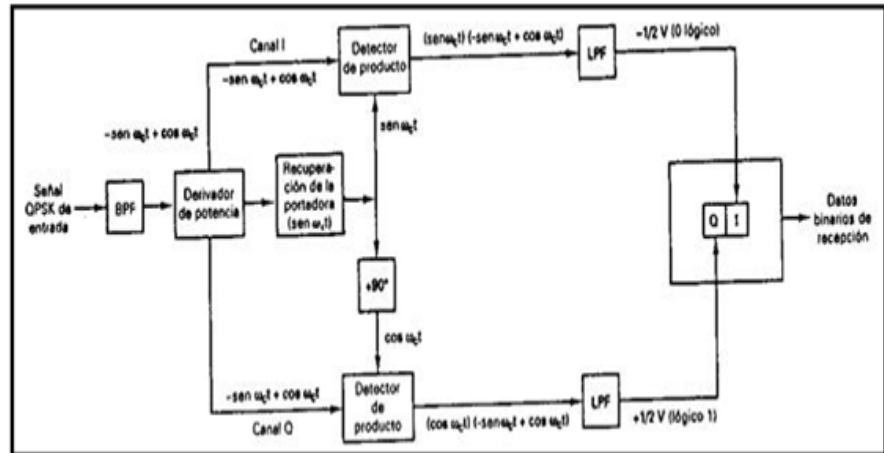 Canal I
−sen ωct + cos ωct
Detector
de producto
(sen ωct) (−sen ωct + cos ωct)
LPF
−1/2 V (0 lógico)
−sen ωct + cos ωct
sen ωct
Señal
QPSK de
entrada
BPF
Derivador
de potencia
Recupera-
ción de la
portadora
(sen ωct)
Q I
Datos
binarios de
recepción
+90°
cos ωct
−sen ωct + cos ωct
Canal Q
Detector
de
producto
(cos ωct) (−sen ωct + cos ωct)
LPF
+1/2 V (lógico 1)